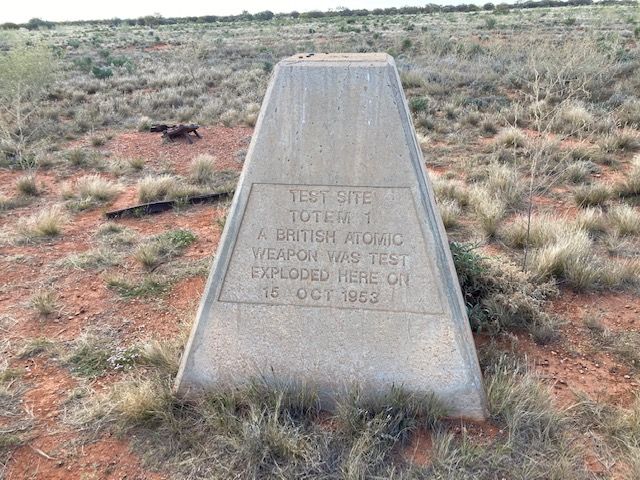 TEST SITE
TOTEM 1
A BRITISH ATOMIC
WEAPON WAS TEST
EXPLODED HERE ON
15 OCT 1953